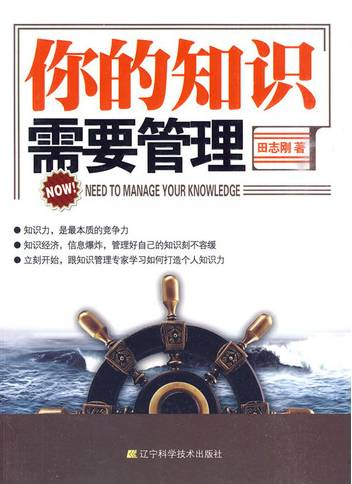 你的知识
需要管理
田志刚 著
NOW! NEED TO MANAGE YOUR KNOWLEDGE
● 知识力，是最本质的竞争力
● 知识经济，信息爆炸，管理好自己的知识刻不容缓
● 立刻开始，跟知识管理专家学习如何打造个人知识力
辽宁科学技术出版社